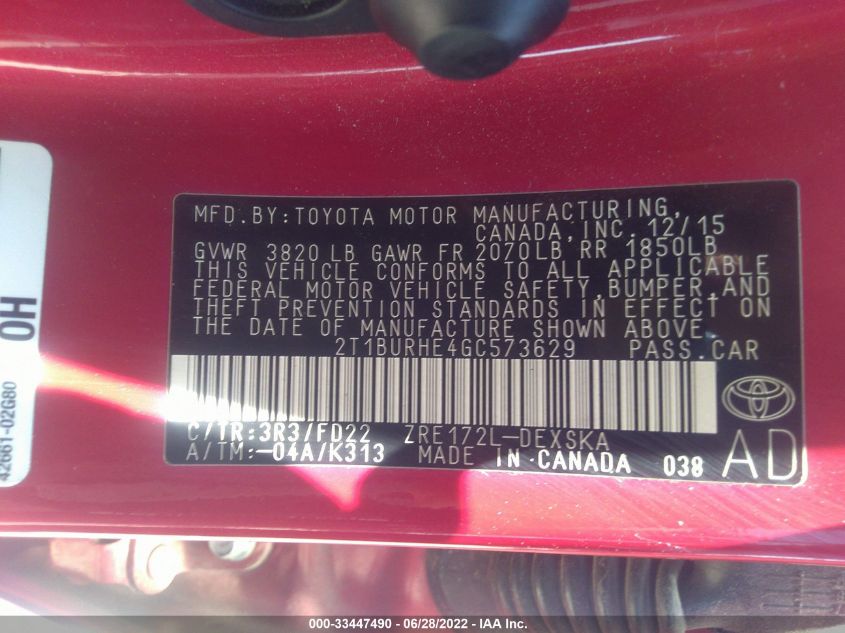 MFD.BY:TOYOTA MOTOR MANUFACTURING,
CANADA,INC. 12/15
GVWR 3820 LB GAWR FR 2070LB RR 1850LB
THIS VEHICLE CONFORMS TO ALL APPLICABLE
FEDERAL MOTOR VEHICLE SAFETY,BUMPER,AND
THEFT PREVENTION STANDARDS IN EFFECT ON
THE DATE OF MANUFACTURE SHOWN ABOVE.
2T1BURHE4GC573629 PASS.CAR
C/TR:3R3/FD22 ZRE172L-DEXSKA
A/TM:-04A/K313 MADE IN CANADA 038 AD
OH
42661-02G80
000-33447490 - 06/28/2022 - IAA Inc.